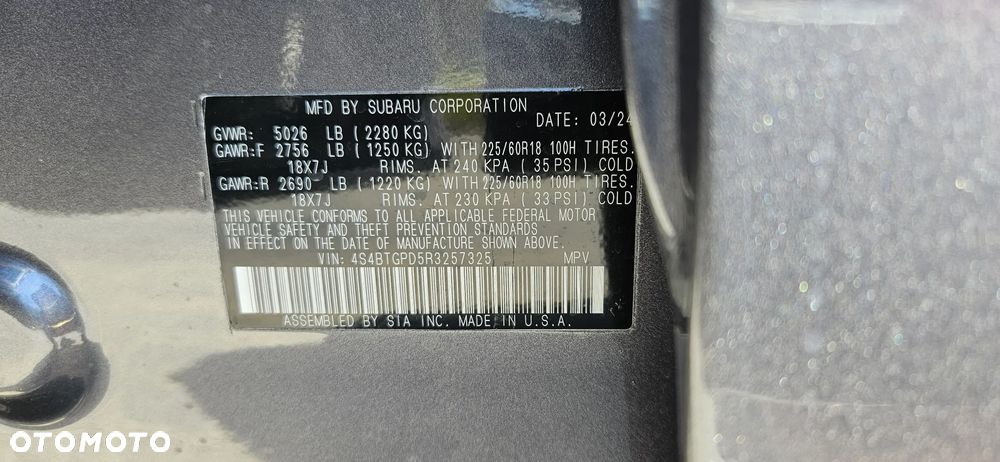 MFD BY SUBARU CORPORATION
DATE: 03/24
GVWR: 5026 LB ( 2280 KG)
GAWR:F 2756 LB ( 1250 KG) WITH 225/60R18 100H TIRES.
18X7J RIMS. AT 240 KPA ( 35 PSI) COLD
GAWR:R 2690 LB ( 1220 KG) WITH 225/60R18 100H TIRES.
18X7J RIMS. AT 230 KPA ( 33 PSI) COLD
THIS VEHICLE CONFORMS TO ALL APPLICABLE FEDERAL MOTOR
VEHICLE SAFETY AND THEFT PREVENTION STANDARDS
IN EFFECT ON THE DATE OF MANUFACTURE SHOWN ABOVE.
VIN: 4S4BTGPD5R3257325 MPV
ASSEMBLED BY SIA INC. MADE IN U.S.A.
OTOMOTO